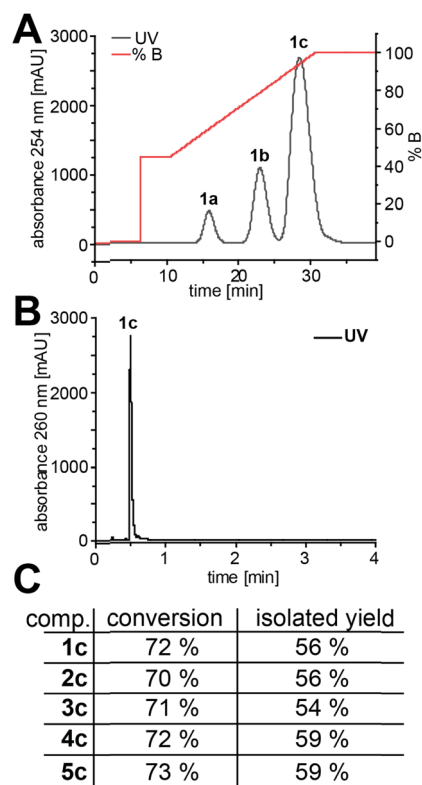 A
UV
% B
1c
1b
1a
3000
2000
1000
0
absorbance 254 nm [mAU]
100
80
60
40
20
0
% B
0 10 20 30
time [min]
B
1c
UV
3000
2000
1000
0
absorbance 260 nm [mAU]
0 1 2 3 4
time [min]
C
comp. conversion isolated yield
1c 72 % 56 %
2c 70 % 56 %
3c 71 % 54 %
4c 72 % 59 %
5c 73 % 59 %